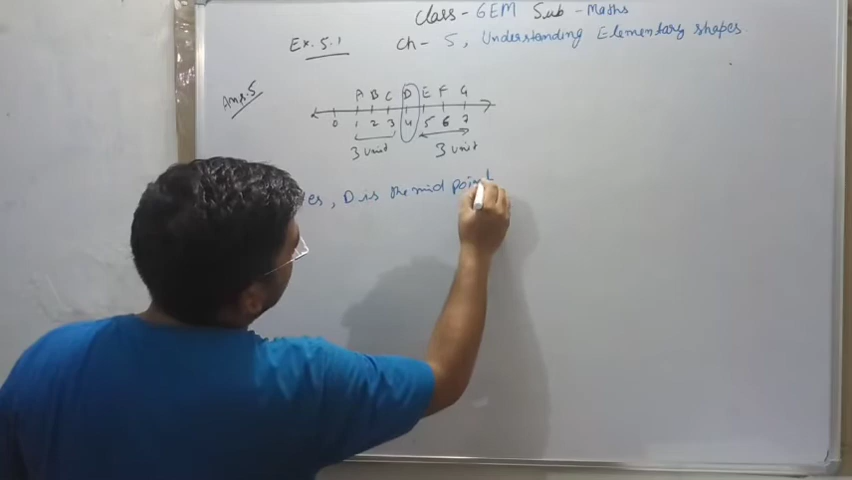 Class - 6EM Sub - Maths
Ex. 5.1 Ch - 5, Understanding Elementary shapes.
Ans. 5
A B C D E F G
0 1 2 3 4 5 6 7
3 unit 3 unit
es, D is the mid point